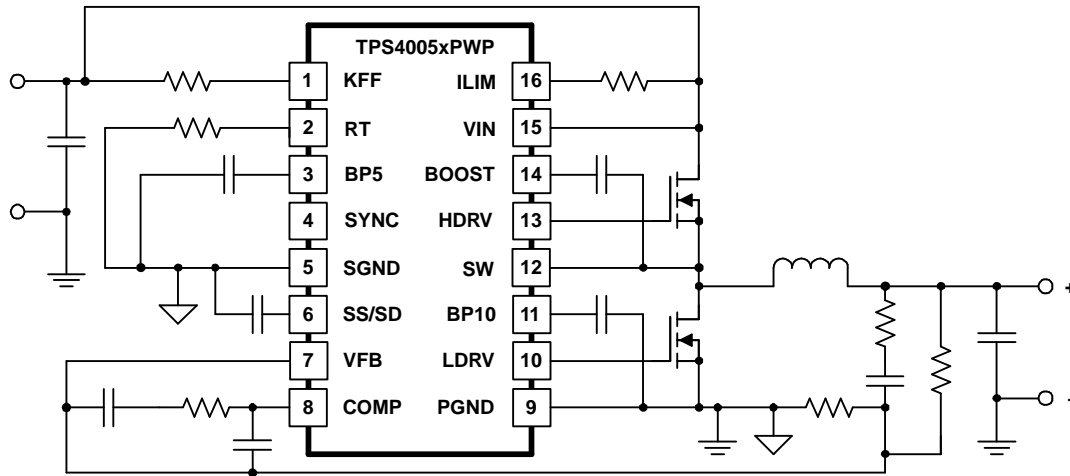 TPS4005xPWP
1 KFF ILIM 16
2 RT VIN 15
3 BP5 BOOST 14
4 SYNC HDRV 13
5 SGND SW 12
6 SS/SD BP10 11
7 VFB LDRV 10
8 COMP PGND 9
+
-